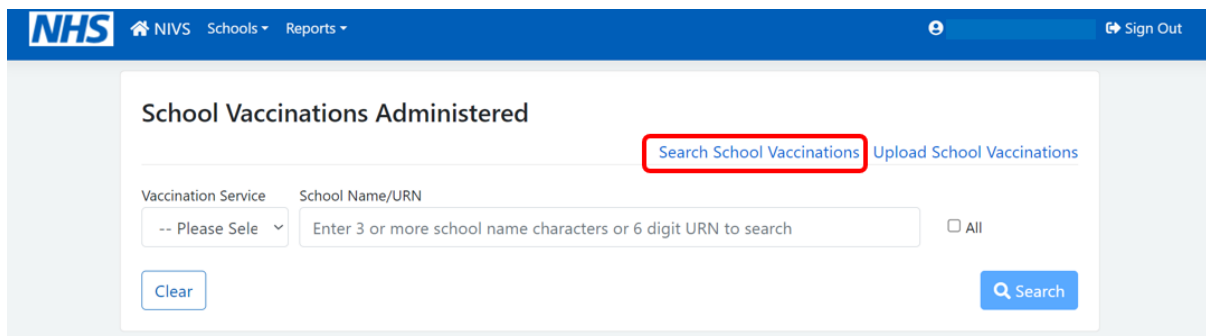 NHS NIVS Schools Reports Sign Out
School Vaccinations Administered
Search School Vaccinations Upload School Vaccinations
Vaccination Service School Name/URN
-- Please Sele Enter 3 or more school name characters or 6 digit URN to search All
Clear Search